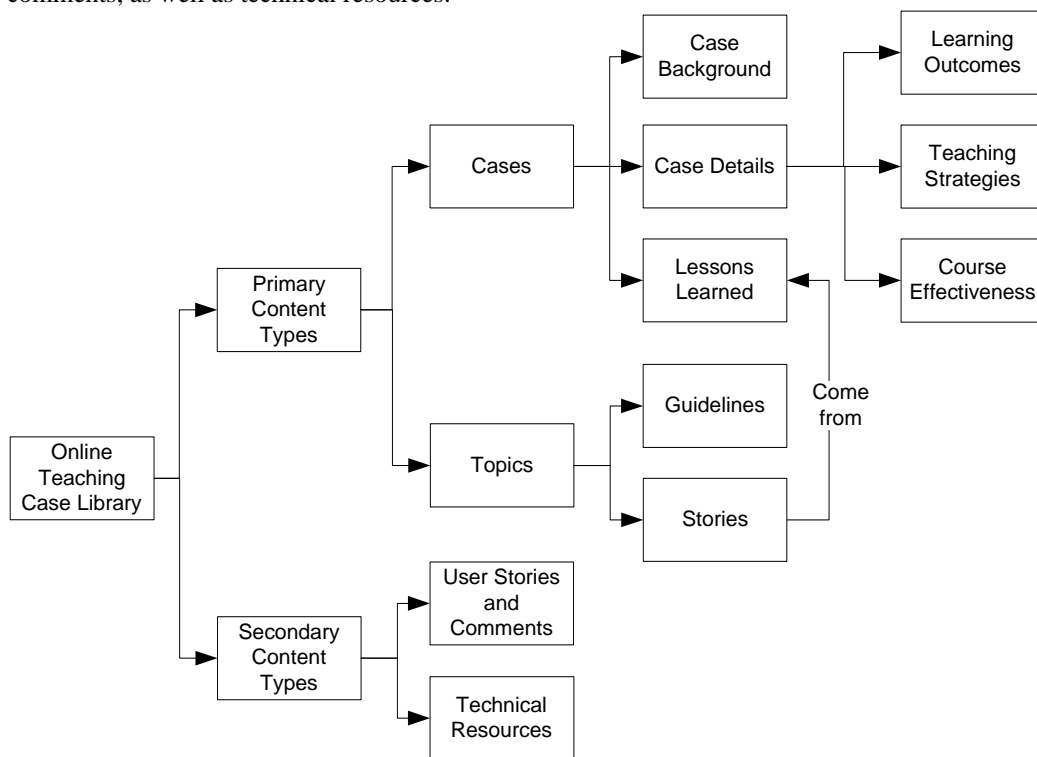 comments, as well as technical resources.
Case
Background
Learning
Outcomes
Cases
Case Details
Teaching
Strategies
Primary
Content
Types
Lessons
Learned
Course
Effectiveness
Guidelines
Come
from
Online
Teaching
Case Library
Topics
Stories
User Stories
and
Comments
Secondary
Content
Types
Technical
Resources